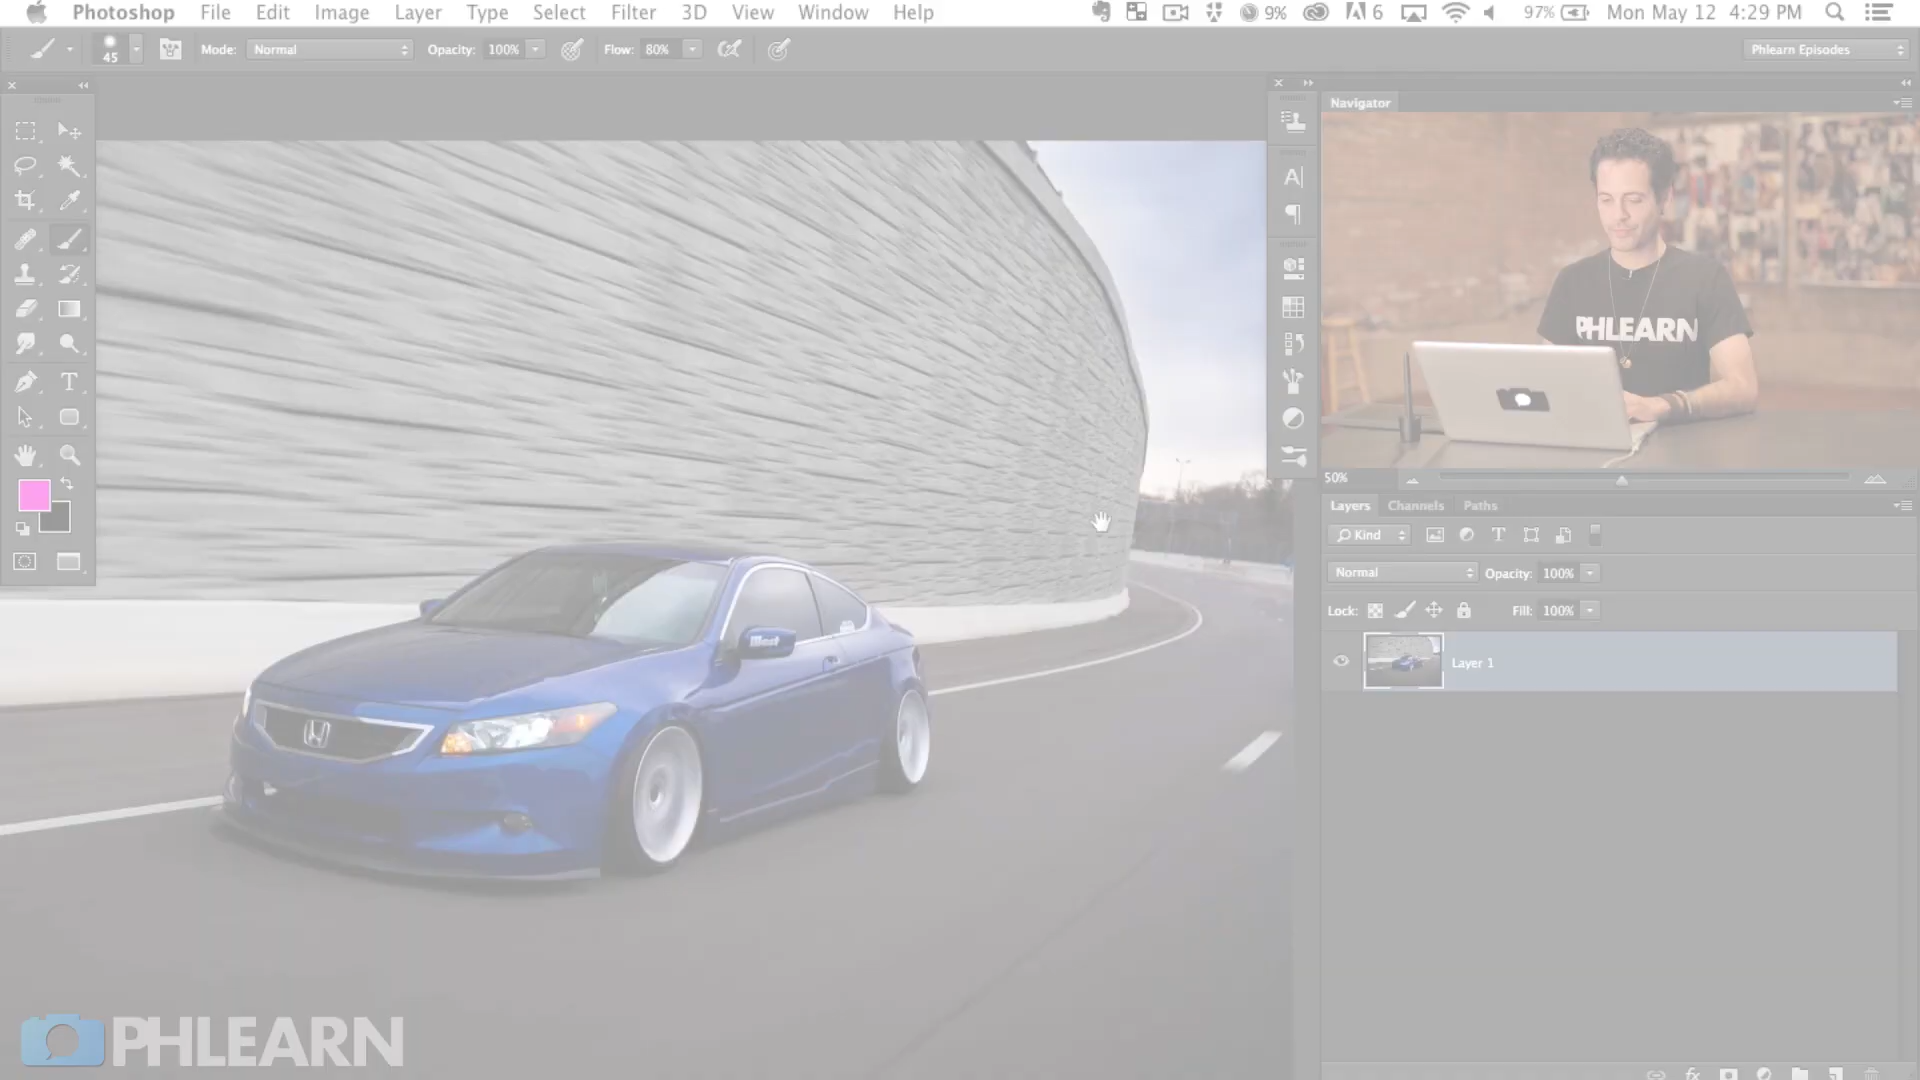 Photoshop File Edit Image Layer Type Select Filter 3D View Window Help 9% 6 97% Mon May 12 4:29 PM
45 Mode: Normal Opacity: 100% Flow: 80% Phlearn Episodes
Navigator
PHLEARN
50%
Layers Channels Paths
Kind
Normal Opacity: 100%
Lock: Fill: 100%
Layer 1
illest
PHLEARN